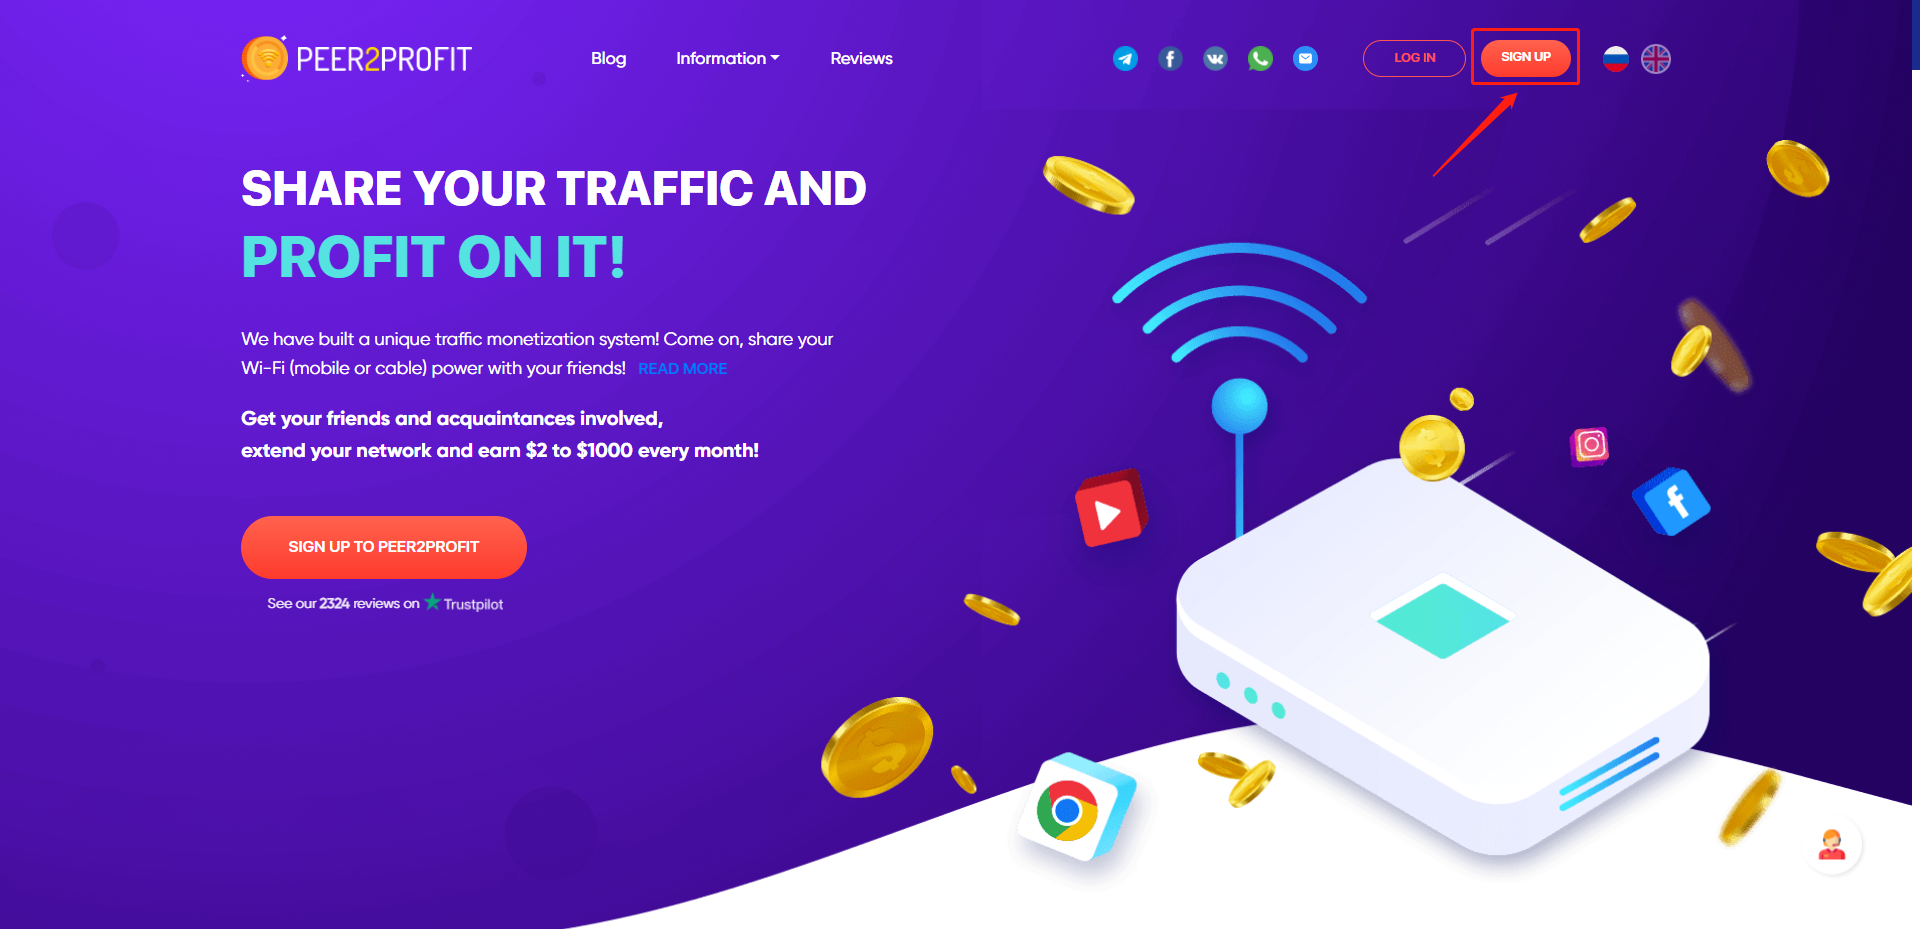 PEER2PROFIT
Blog
Information
Reviews
LOG IN
SIGN UP
SHARE YOUR TRAFFIC AND
PROFIT ON IT!
We have built a unique traffic monetization system! Come on, share your
Wi-Fi (mobile or cable) power with your friends! READ MORE
Get your friends and acquaintances involved,
extend your network and earn $2 to $1000 every month!
SIGN UP TO PEER2PROFIT
See our 2324 reviews on Trustpilot